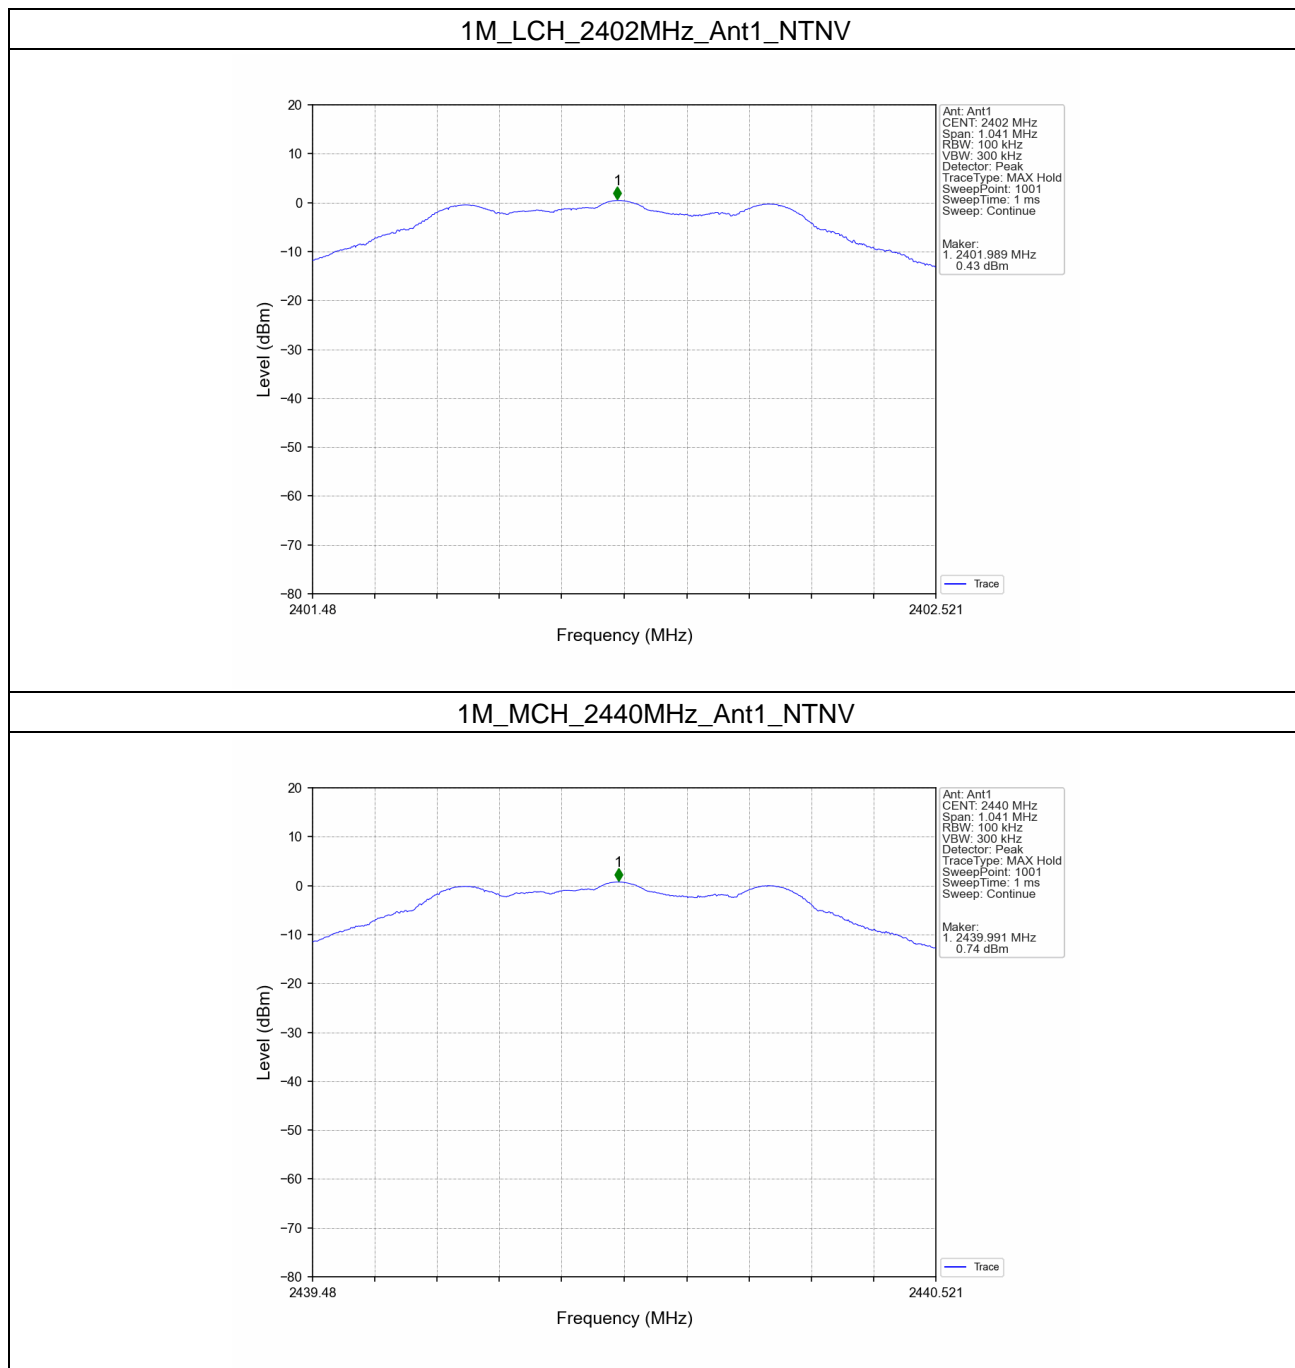 1M_LCH_2402MHz_Ant1_NTNV
20
10
0
−10
−20
−30
−40
−50
−60
−70
−80
Level (dBm)
1
2401.48
2402.521
Frequency (MHz)
Ant: Ant1
CENT: 2402 MHz
Span: 1.041 MHz
RBW: 100 kHz
VBW: 300 kHz
Detector: Peak
TraceType: MAX Hold
SweepPoint: 1001
SweepTime: 1 ms
Sweep: Continue
Maker:
1. 2401.989 MHz
0.43 dBm
Trace
1M_MCH_2440MHz_Ant1_NTNV
20
10
0
−10
−20
−30
−40
−50
−60
−70
−80
Level (dBm)
1
2439.48
2440.521
Frequency (MHz)
Ant: Ant1
CENT: 2440 MHz
Span: 1.041 MHz
RBW: 100 kHz
VBW: 300 kHz
Detector: Peak
TraceType: MAX Hold
SweepPoint: 1001
SweepTime: 1 ms
Sweep: Continue
Maker:
1. 2439.991 MHz
0.74 dBm
Trace